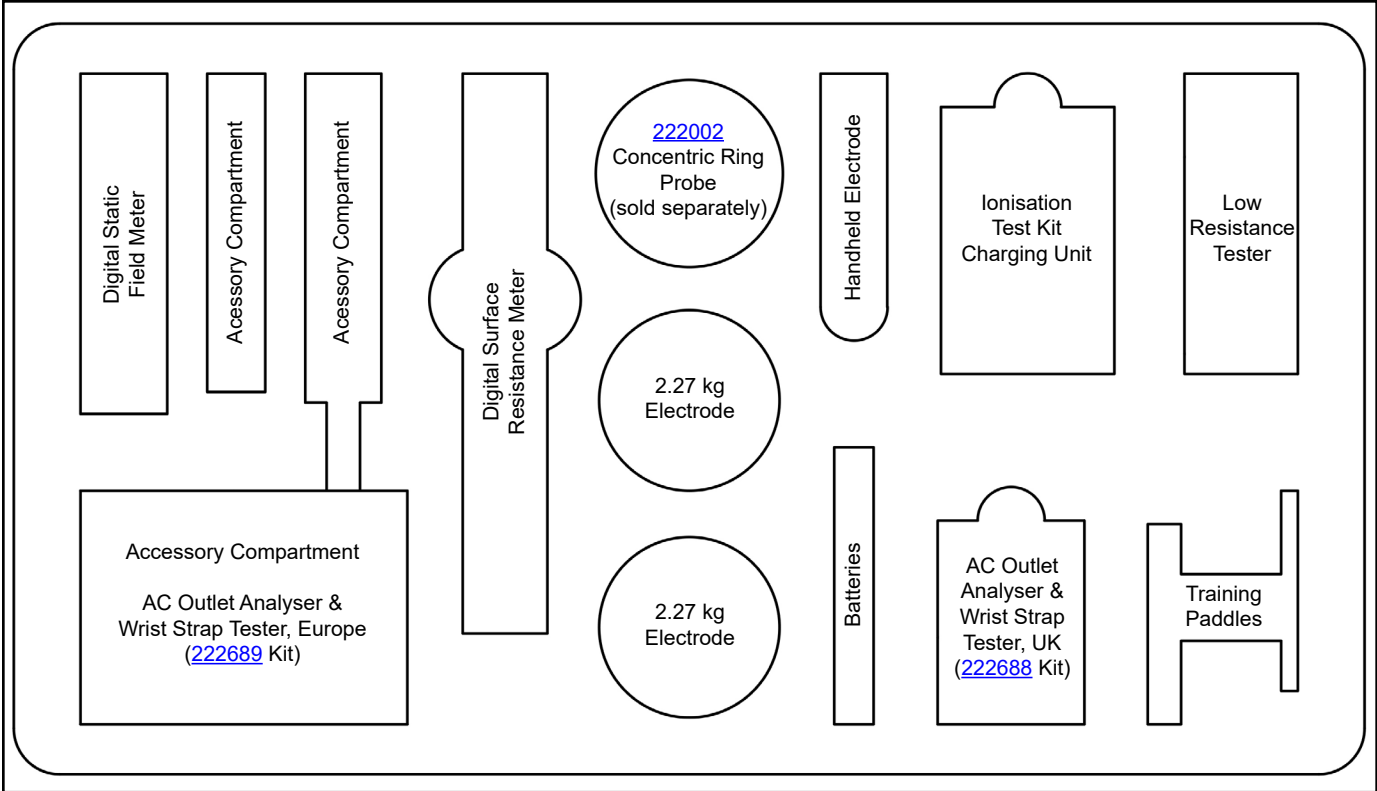 Digital Static
Field Meter
Acessory Compartment
Acessory Compartment
Digital Surface
Resistance Meter
222002
Concentric Ring
Probe
(sold separately)
Handheld Electrode
Ionisation
Test Kit
Charging Unit
Low
Resistance
Tester
2.27 kg
Electrode
Accessory Compartment
AC Outlet Analyser &
Wrist Strap Tester, Europe
(222689 Kit)
2.27 kg
Electrode
Batteries
AC Outlet
Analyser &
Wrist Strap
Tester, UK
(222688 Kit)
Training
Paddles